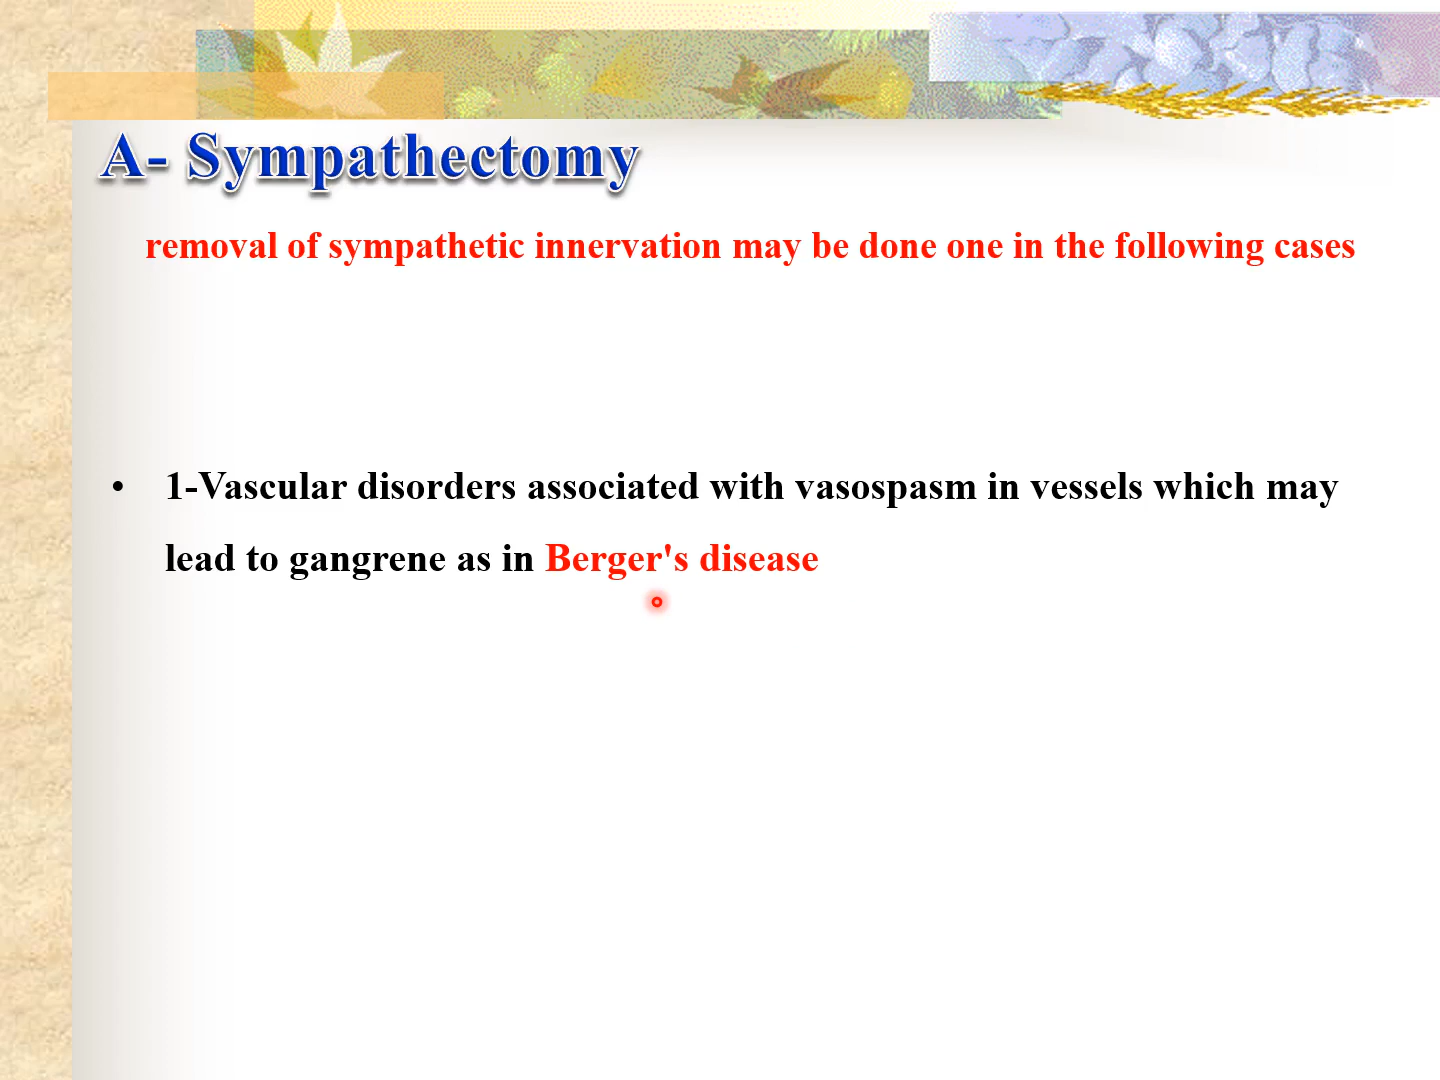 A- Sympathectomy
removal of sympathetic innervation may be done one in the following cases
• 1-Vascular disorders associated with vasospasm in vessels which may
lead to gangrene as in Berger's disease